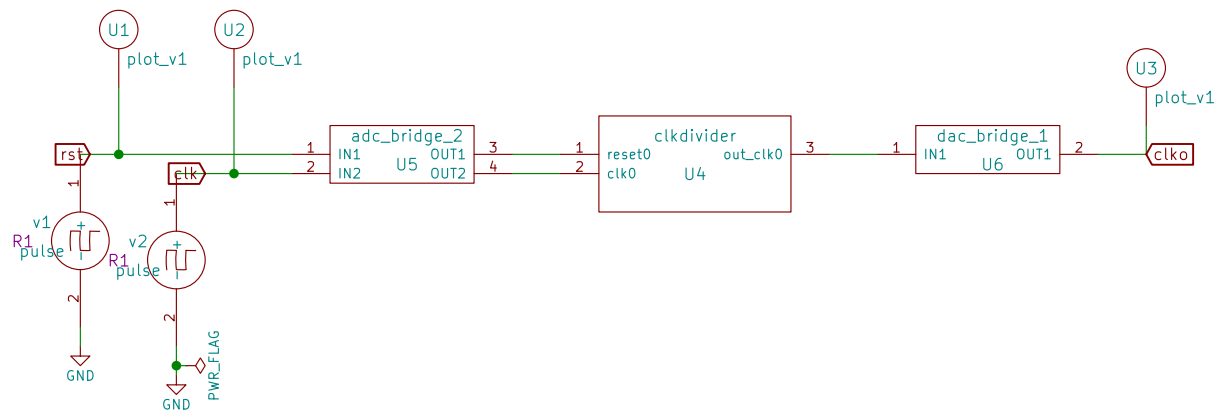 U1
plot_v1
U2
plot_v1
U3
plot_v1
rst
clk
1
2
adc_bridge_2
IN1
OUT1
IN2
OUT2
U5
3
4
1
2
clkdivider
reset0
out_clk0
clk0
U4
3
1
dac_bridge_1
IN1
OUT1
U6
2
clko
1
v1
R1
pulse
+
-
2
GND
1
v2
R1
pulse
+
-
2
PWR_FLAG
GND